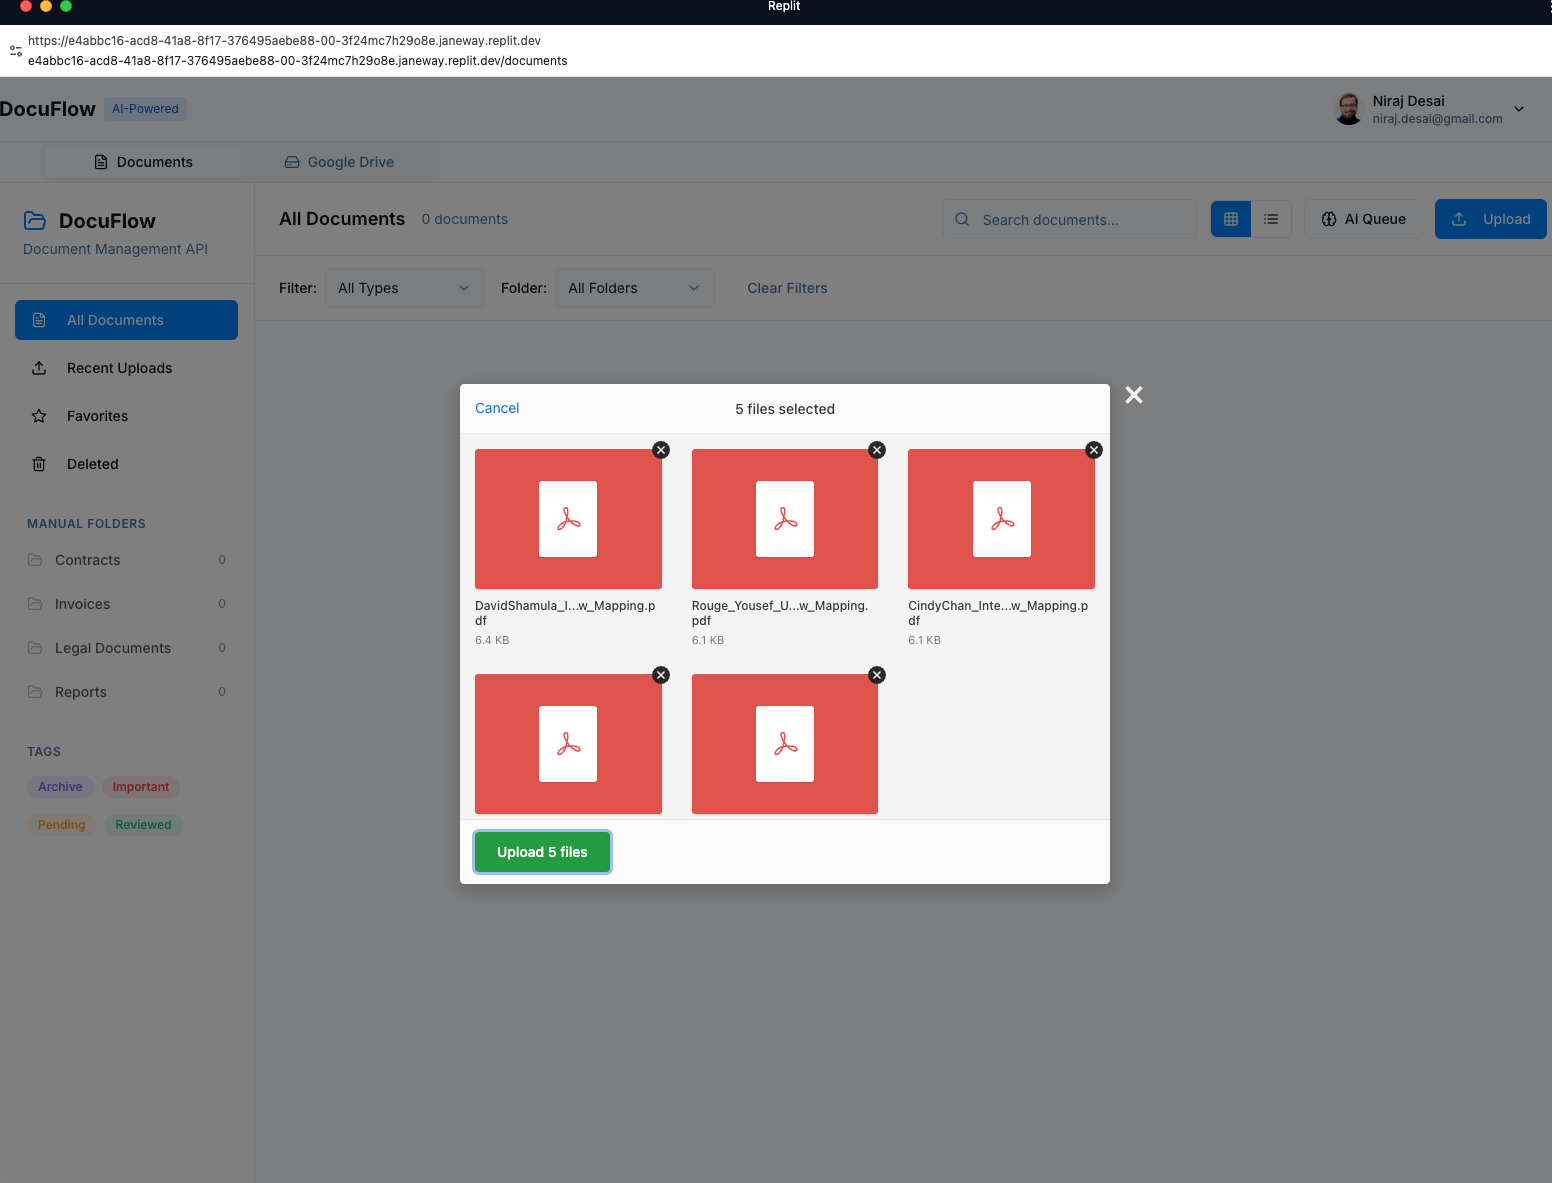 Replit
https://e4abbc16-acd8-41a8-8f17-376495aebe88-00-3f24mc7h29o8e.janeway.replit.dev
e4abbc16-acd8-41a8-8f17-376495aebe88-00-3f24mc7h29o8e.janeway.replit.dev/documents
DocuFlow AI-Powered
Niraj Desai
niraj.desai@gmail.com
Documents Google Drive
DocuFlow
Document Management API
All Documents 0 documents
Search documents...
AI Queue
Upload
Filter: All Types Folder: All Folders Clear Filters
All Documents
Recent Uploads
Favorites
Deleted
MANUAL FOLDERS
Contracts 0
Invoices 0
Legal Documents 0
Reports 0
TAGS
Archive Important
Pending Reviewed
Cancel 5 files selected
DavidShamula_I...w_Mapping.p
df
6.4 KB
Rouge_Yousef_U...w_Mapping.
pdf
6.1 KB
CindyChan_Inte...w_Mapping.p
df
6.1 KB
Upload 5 files